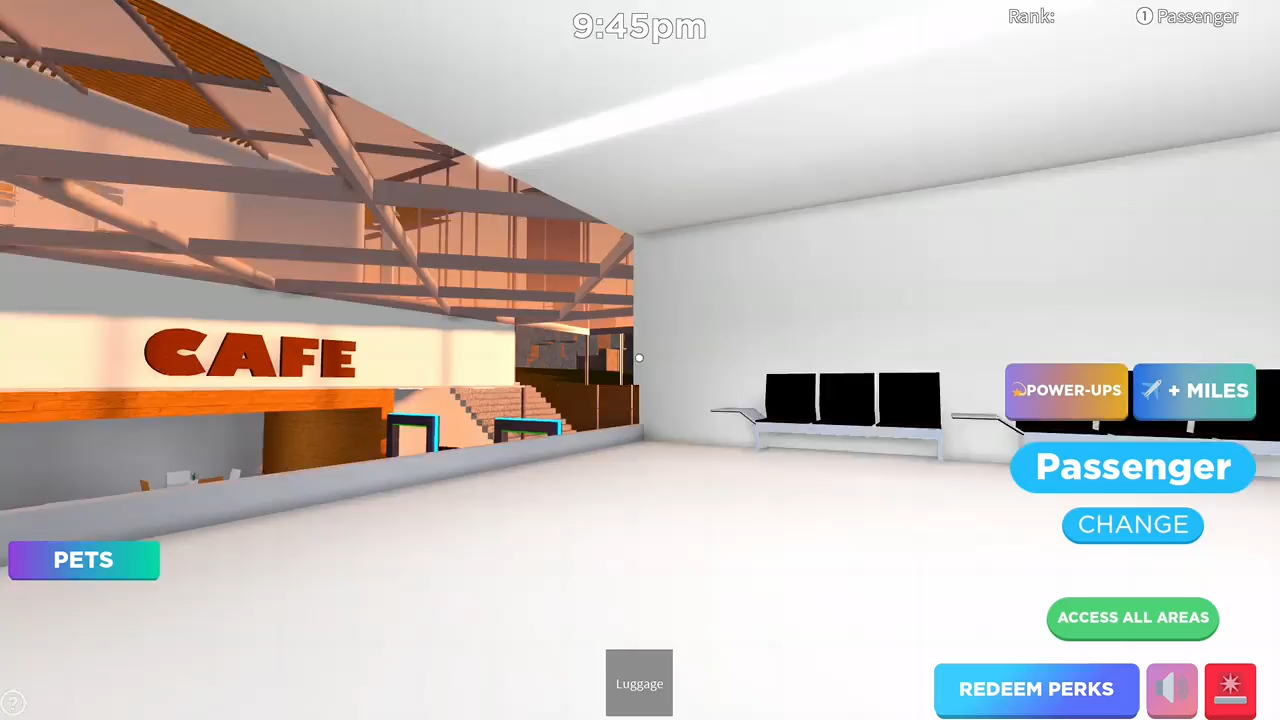 9:45pm
Rank:
1 Passenger
CAFE
POWER-UPS
+ MILES
Passenger
CHANGE
PETS
ACCESS ALL AREAS
Luggage
REDEEM PERKS
?